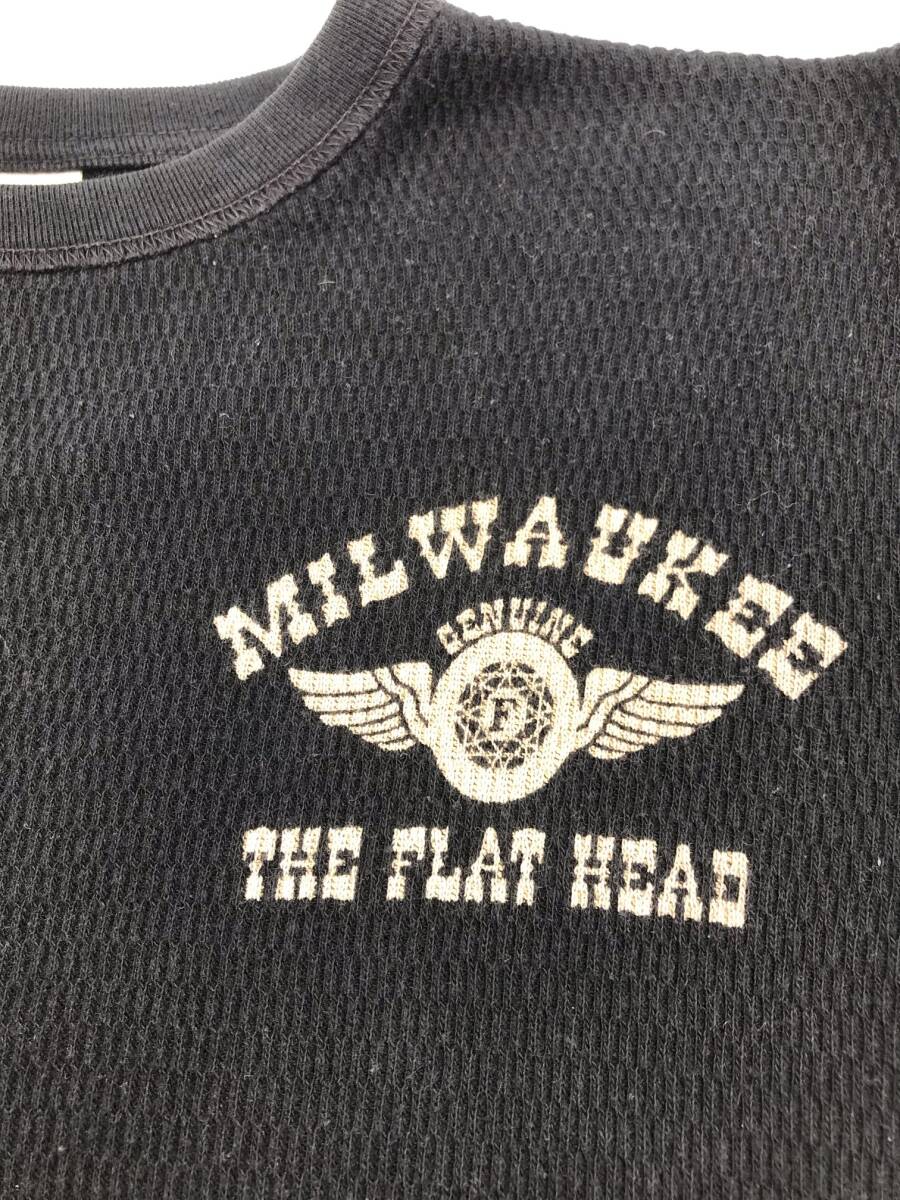 MILWAUKEE
GENUINE
F
THE FLAT HEAD